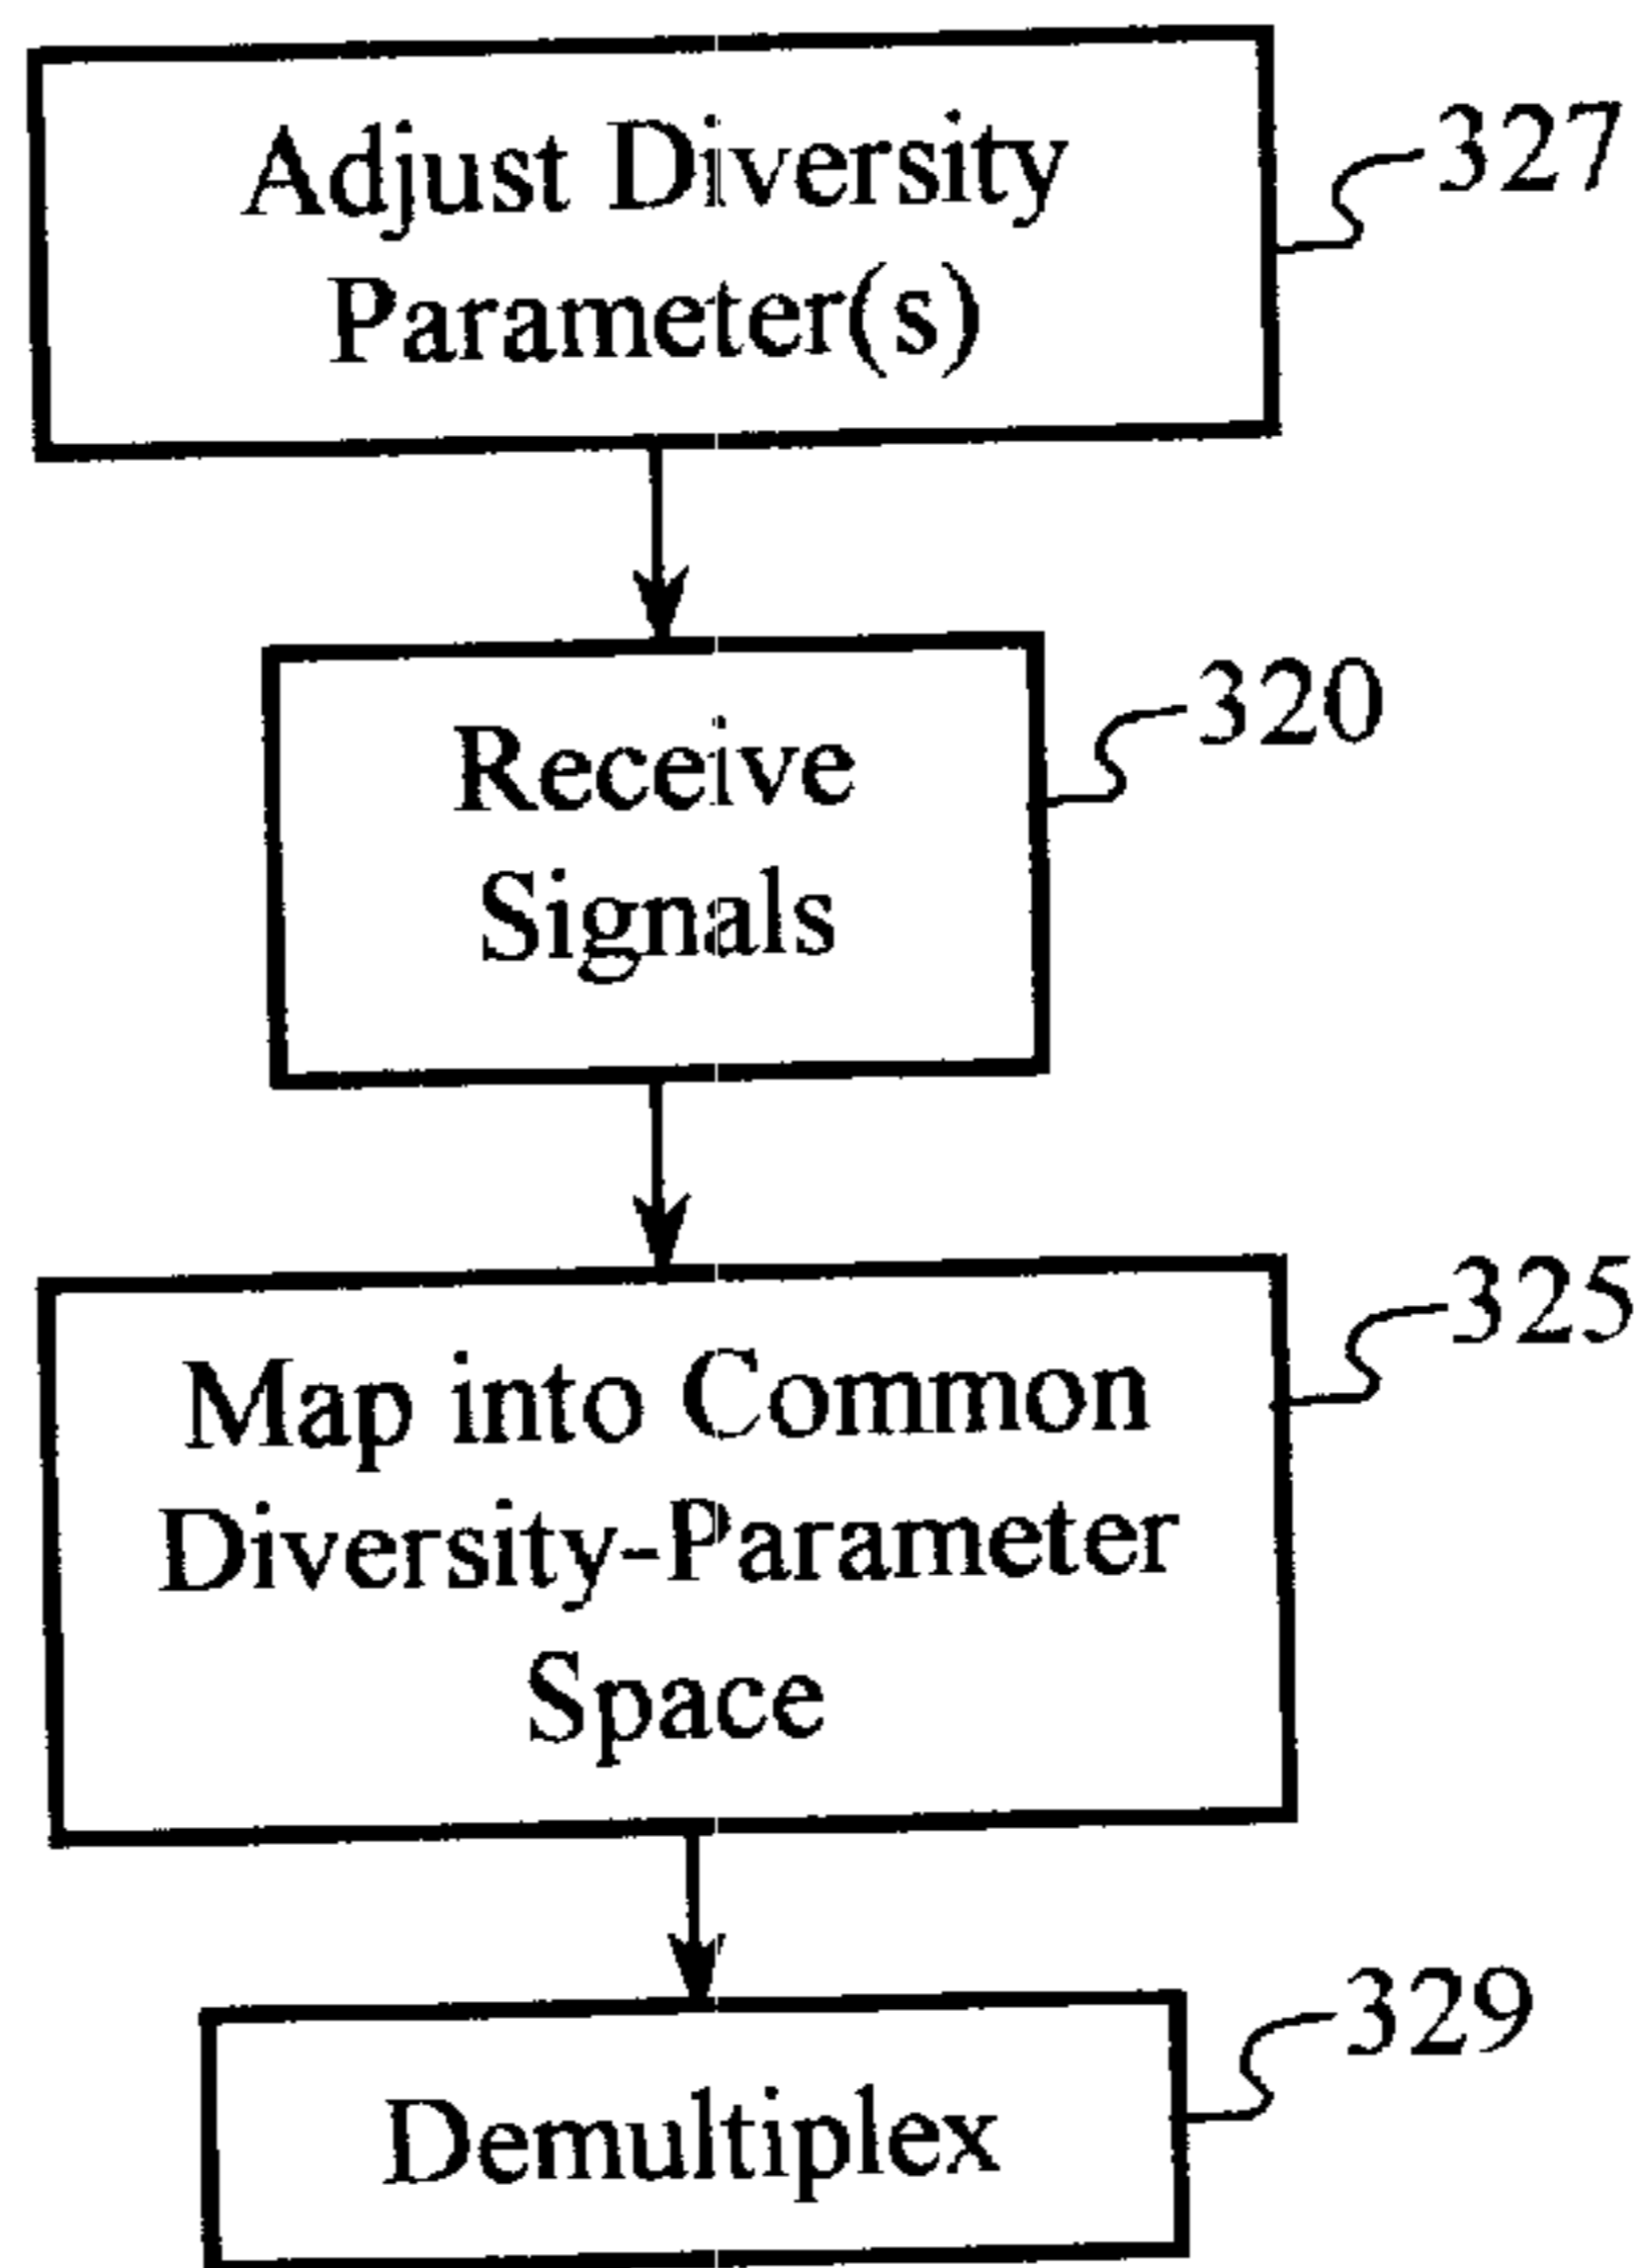 Adjust Diversity
Parameter(s)
327
Receive
Signals
320
Map into Common
Diversity-Parameter
Space
325
Demultiplex
329